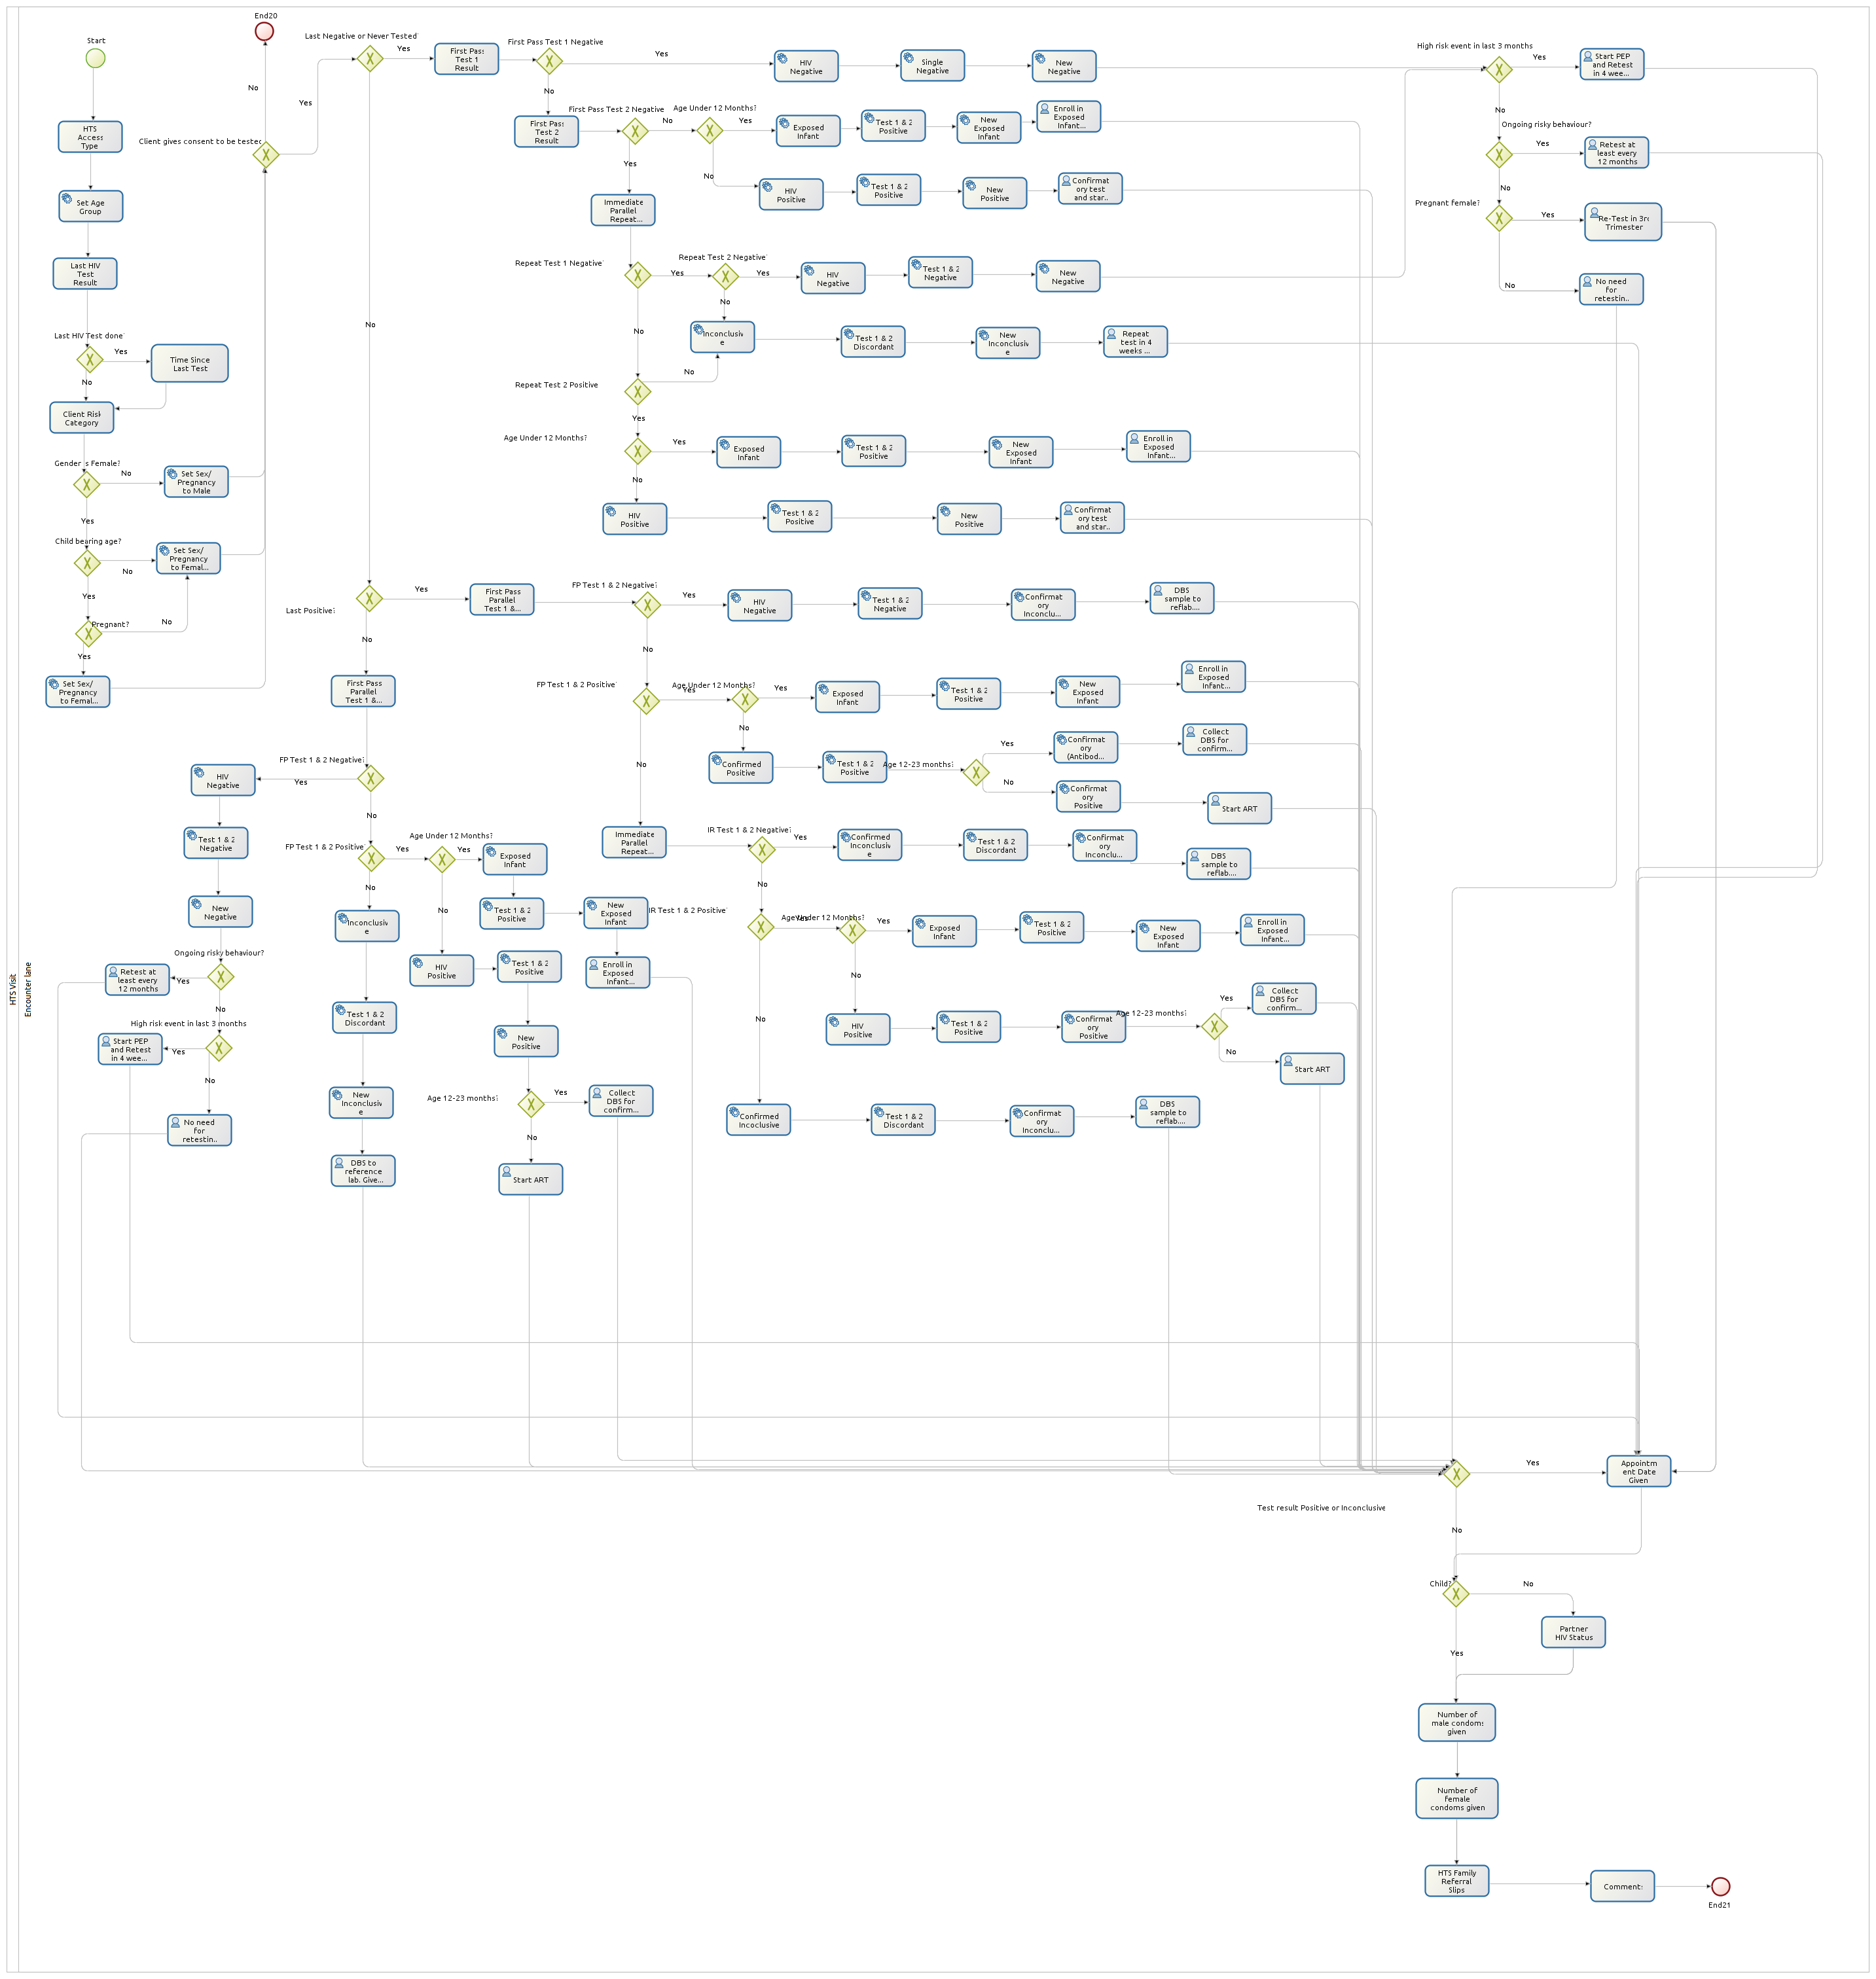 HTS Visit
Encounter lane
Start
HTS
Access
Type
Set Age
Group
Last HIV
Test
Result
Last HIV Test done
Yes
Time Since
Last Test
No
Client Risk
Category
Gender is Female?
No
Set Sex/
Pregnancy
to Male
Yes
Child bearing age?
No
Set Sex/
Pregnancy
to Femal...
Yes
Pregnant?
No
Yes
Set Sex/
Pregnancy
to Femal...
End20
No
Client gives consent to be tested
Yes
Last Negative or Never Tested
Yes
First Pass
Test 1
Result
First Pass Test 1 Negative
Yes
HIV
Negative
Single
Negative
New
Negative
No
First Pass
Test 2
Result
First Pass Test 2 Negative
No
Age Under 12 Months?
Yes
Exposed
Infant
Test 1 & 2
Positive
New
Exposed
Infant
Enroll in
Exposed
Infant...
No
HIV
Positive
Test 1 & 2
Positive
New
Positive
Confirmat
ory test
and star..
Yes
Immediate
Parallel
Repeat...
Repeat Test 1 Negative
Yes
Repeat Test 2 Negative
Yes
HIV
Negative
Test 1 & 2
Negative
New
Negative
No
No
Inconclusiv
e
Test 1 & 2
Discordant
New
Inconclusiv
e
Repeat
test in 4
weeks ...
Repeat Test 2 Positive
No
Yes
Age Under 12 Months?
Yes
Exposed
Infant
Test 1 & 2
Positive
New
Exposed
Infant
Enroll in
Exposed
Infant...
No
HIV
Positive
Test 1 & 2
Positive
New
Positive
Confirmat
ory test
and star..
High risk event in last 3 months
Yes
Start PEP
and Retest
in 4 wee...
No
Ongoing risky behaviour?
Yes
Retest at
least every
12 months
No
Pregnant female?
Yes
Re-Test in 3rd
Trimester
No
No need
for
retestin..
No
Last Positive?
Yes
First Pass
Parallel
Test 1 &...
FP Test 1 & 2 Negative?
Yes
HIV
Negative
Test 1 & 2
Negative
Confirmat
ory
Inconclu...
DBS
sample to
reflab....
No
FP Test 1 & 2 Positive
Yes
Age Under 12 Months?
Yes
Exposed
Infant
Test 1 & 2
Positive
New
Exposed
Infant
Enroll in
Exposed
Infant...
No
Confirmed
Positive
Test 1 & 2
Positive
Age 12-23 months?
Yes
Confirmat
ory
(Antibod...
Collect
DBS for
confirm...
No
Confirmat
ory
Positive
Start ART
No
Immediate
Parallel
Repeat...
IR Test 1 & 2 Negative?
Yes
Confirmed
Inconclusiv
e
Test 1 & 2
Discordant
Confirmat
ory
Inconclu...
DBS
sample to
reflab....
No
IR Test 1 & 2 Positive
Yes
Age Under 12 Months?
Yes
Exposed
Infant
Test 1 & 2
Positive
New
Exposed
Infant
Enroll in
Exposed
Infant...
No
HIV
Positive
Test 1 & 2
Positive
Confirmat
ory
Positive
Age 12-23 months?
Yes
Collect
DBS for
confirm...
No
Start ART
No
Confirmed
Incoclusive
Test 1 & 2
Discordant
Confirmat
ory
Inconclu...
DBS
sample to
reflab....
No
First Pass
Parallel
Test 1 &...
FP Test 1 & 2 Negative
Yes
HIV
Negative
Test 1 & 2
Negative
New
Negative
Ongoing risky behaviour?
Yes
Retest at
least every
12 months
No
High risk event in last 3 months
Yes
Start PEP
and Retest
in 4 wee...
No
No need
for
retestin..
No
FP Test 1 & 2 Positive
Yes
Age Under 12 Months?
Yes
Exposed
Infant
Test 1 & 2
Positive
New
Exposed
Infant
Enroll in
Exposed
Infant...
No
HIV
Positive
Test 1 & 2
Positive
New
Positive
Age 12-23 months?
Yes
Collect
DBS for
confirm...
No
Start ART
No
Inconclusiv
e
Test 1 & 2
Discordant
New
Inconclusiv
e
DBS to
reference
lab. Give...
Test result Positive or Inconclusive
Yes
Appointm
ent Date
Given
No
Child?
No
Partner
HIV Status
Yes
Number of
male condoms
given
Number of
female
condoms given
HTS Family
Referral
Slips
Comments
End21